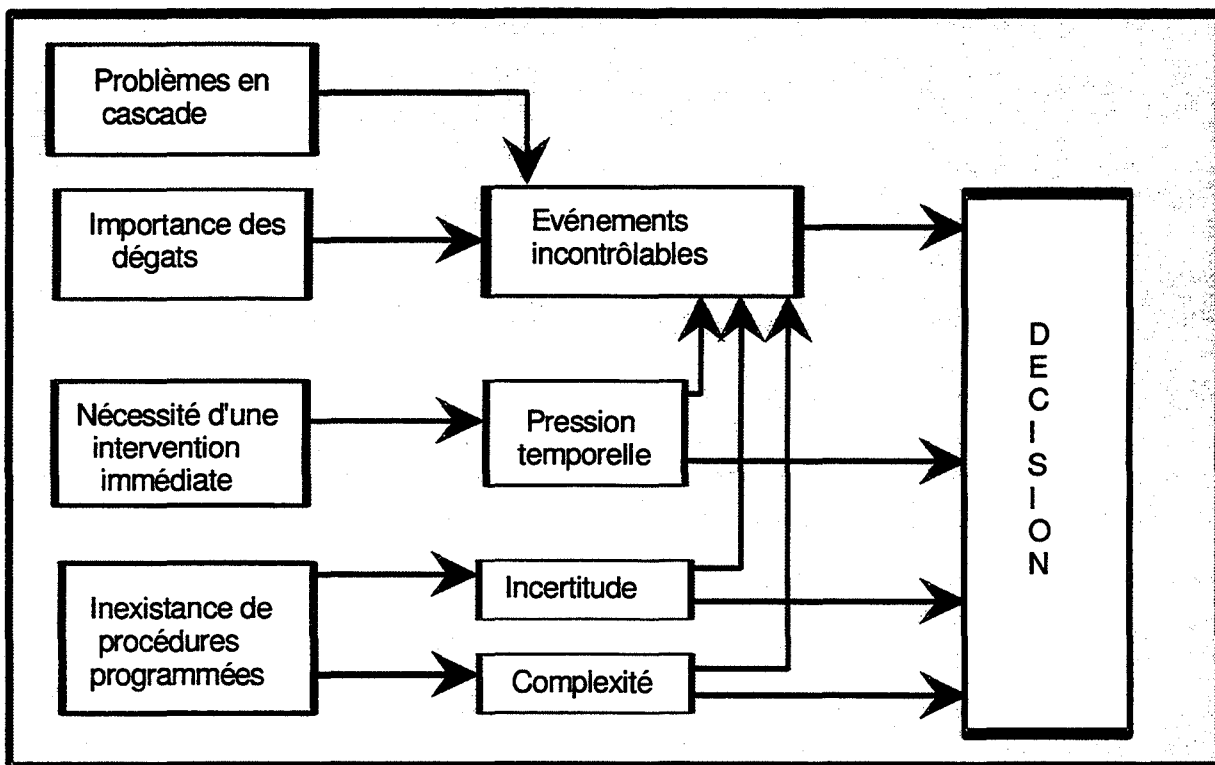 Problèmes en
cascade
Importance des
dégats
Evénements
incontrôlables
Nécessité d'une
intervention
immédiate
Pression
temporelle
Inexistance de
procédures
programmées
Incertitude
Complexité
DECISION